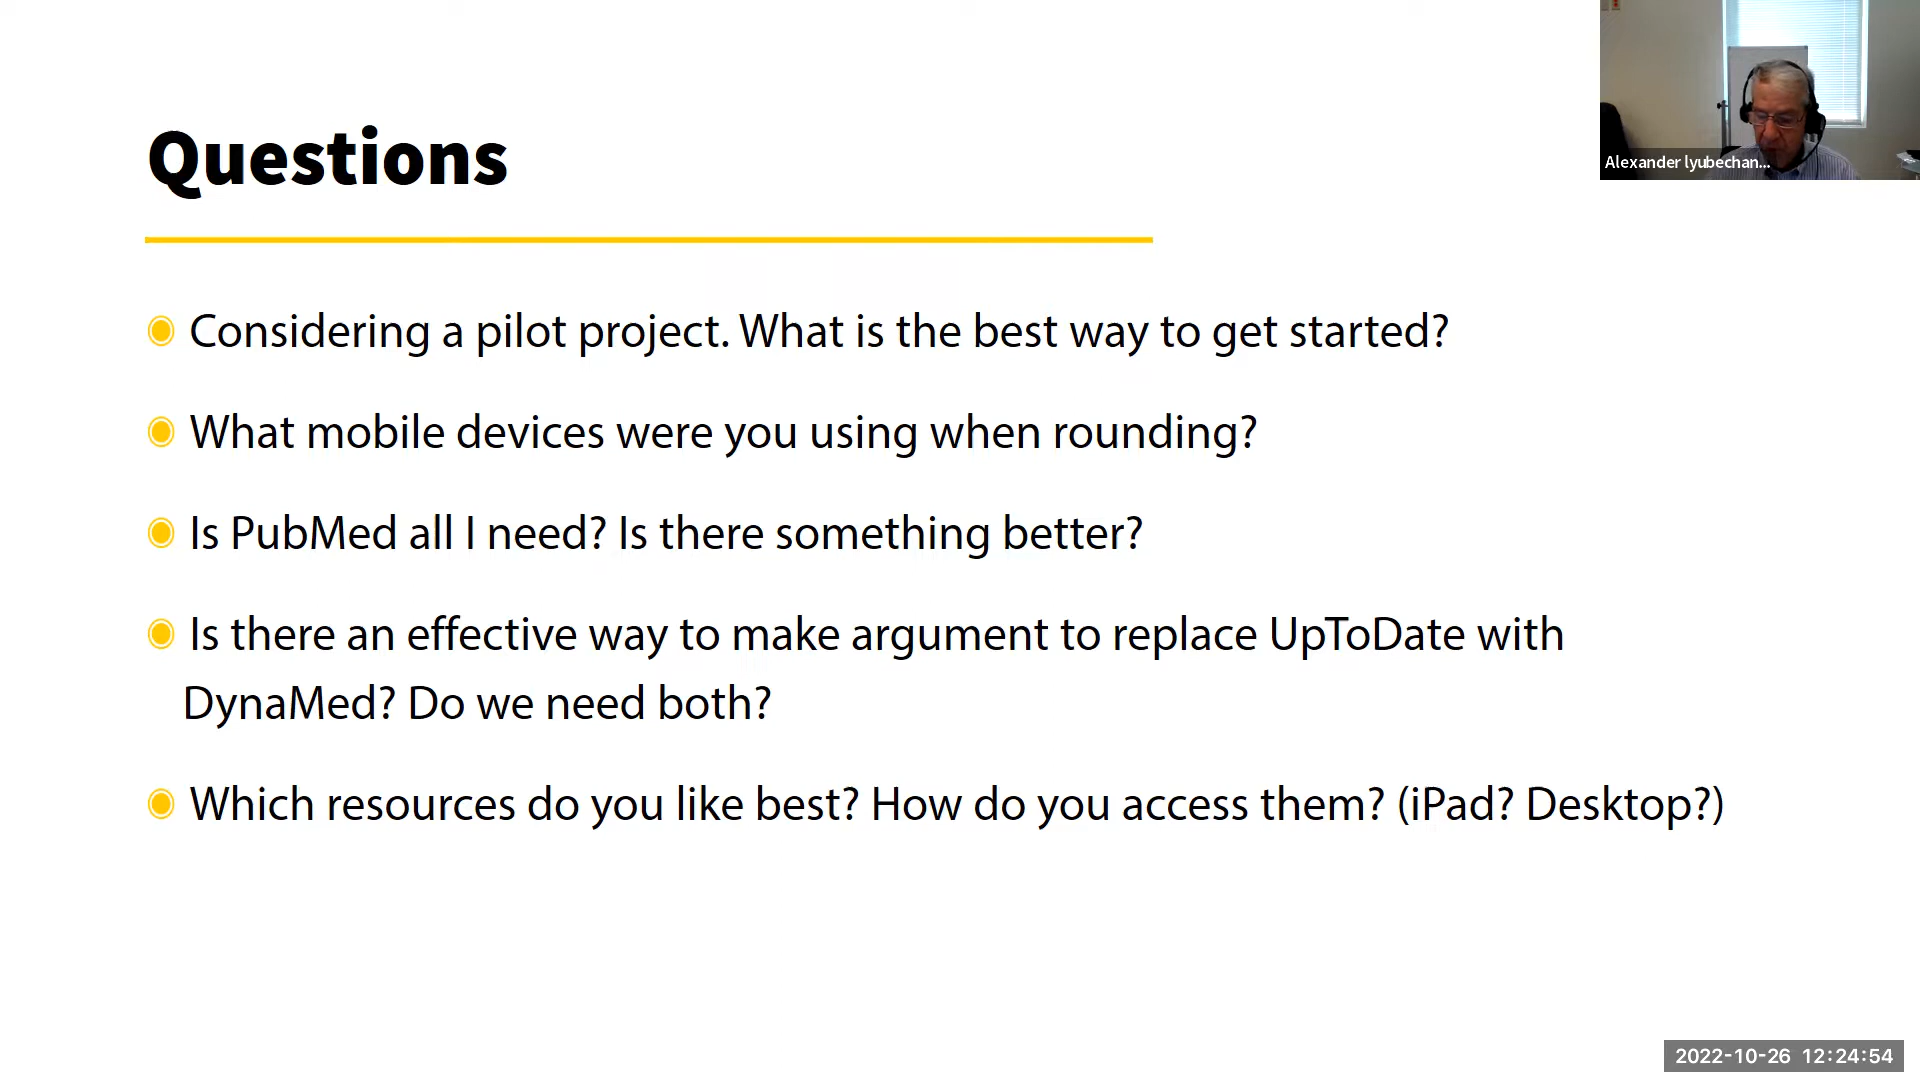 Questions
Considering a pilot project. What is the best way to get started?
What mobile devices were you using when rounding?
Is PubMed all I need? Is there something better?
Is there an effective way to make argument to replace UpToDate with
DynaMed? Do we need both?
Which resources do you like best? How do you access them? (iPad? Desktop?)
Alexander lyubechan...
2022-10-26 12:24:54